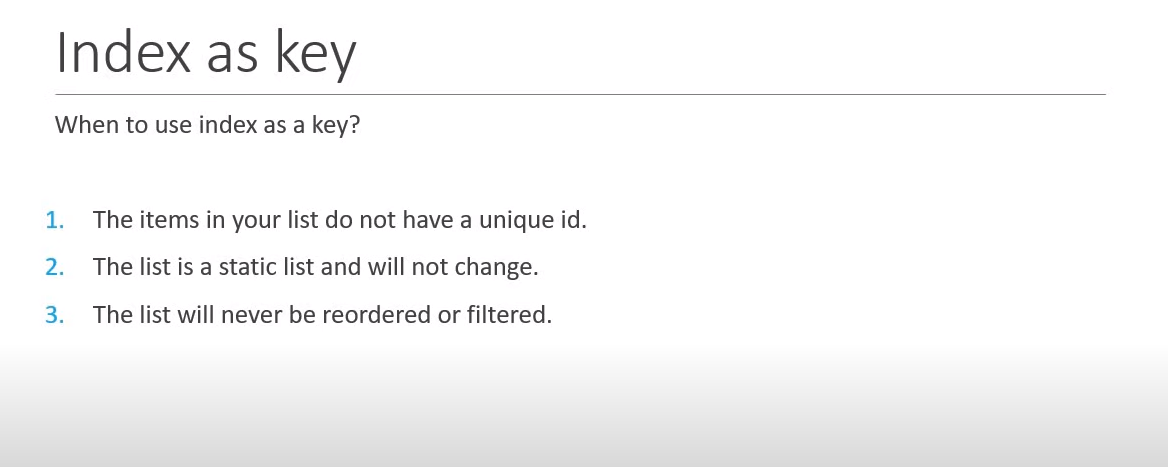 Index as key
When to use index as a key?
1. The items in your list do not have a unique id.
2. The list is a static list and will not change.
3. The list will never be reordered or filtered.